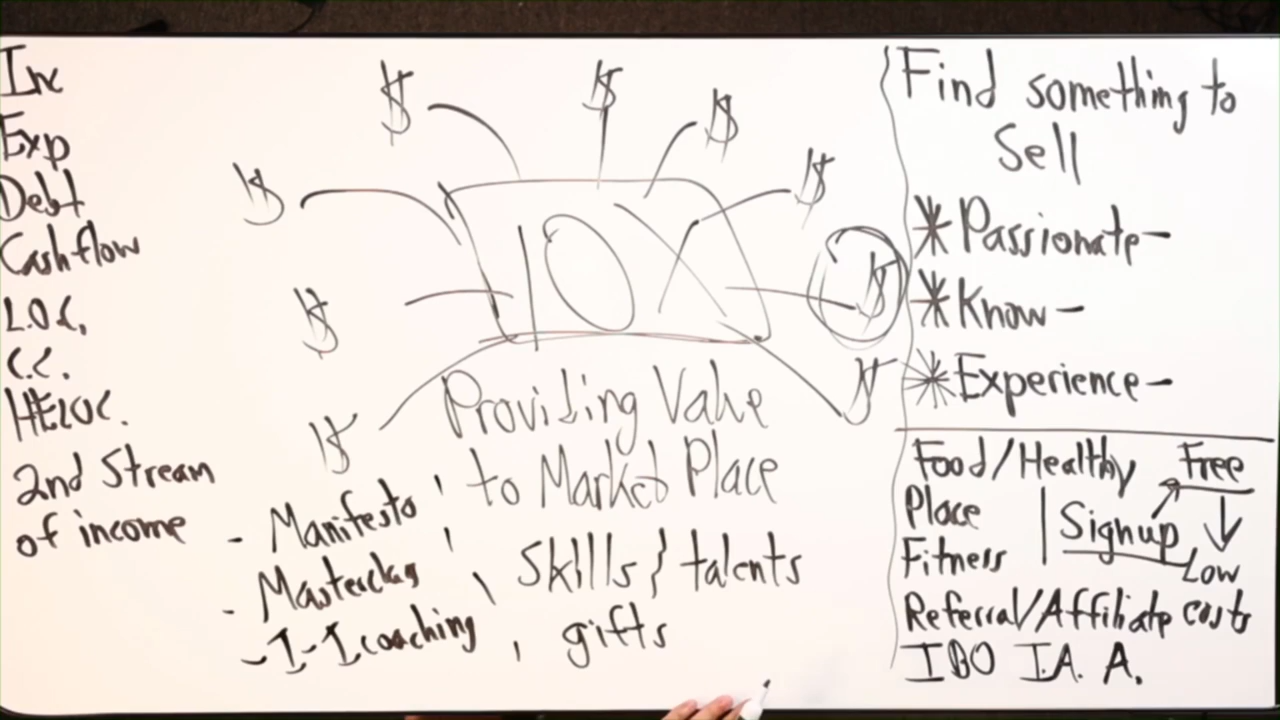 Inc
Exp
Debt
Cashflow
L.O.C.
C.C.
HELOC.
2nd Stream
of income
$
$
$
$
$
$
$
$
$
10X
Providing Value
to Market Place
Skills } talents
gifts
- Manifesto
- Masterclass
- 1-1 coaching
Find something to
Sell
* Passionate -
* Know -
* Experience -
Food/Healthy
Place
Fitness
Signup
Free
Low
costs
Referral/Affiliate
IBO I.A. A.